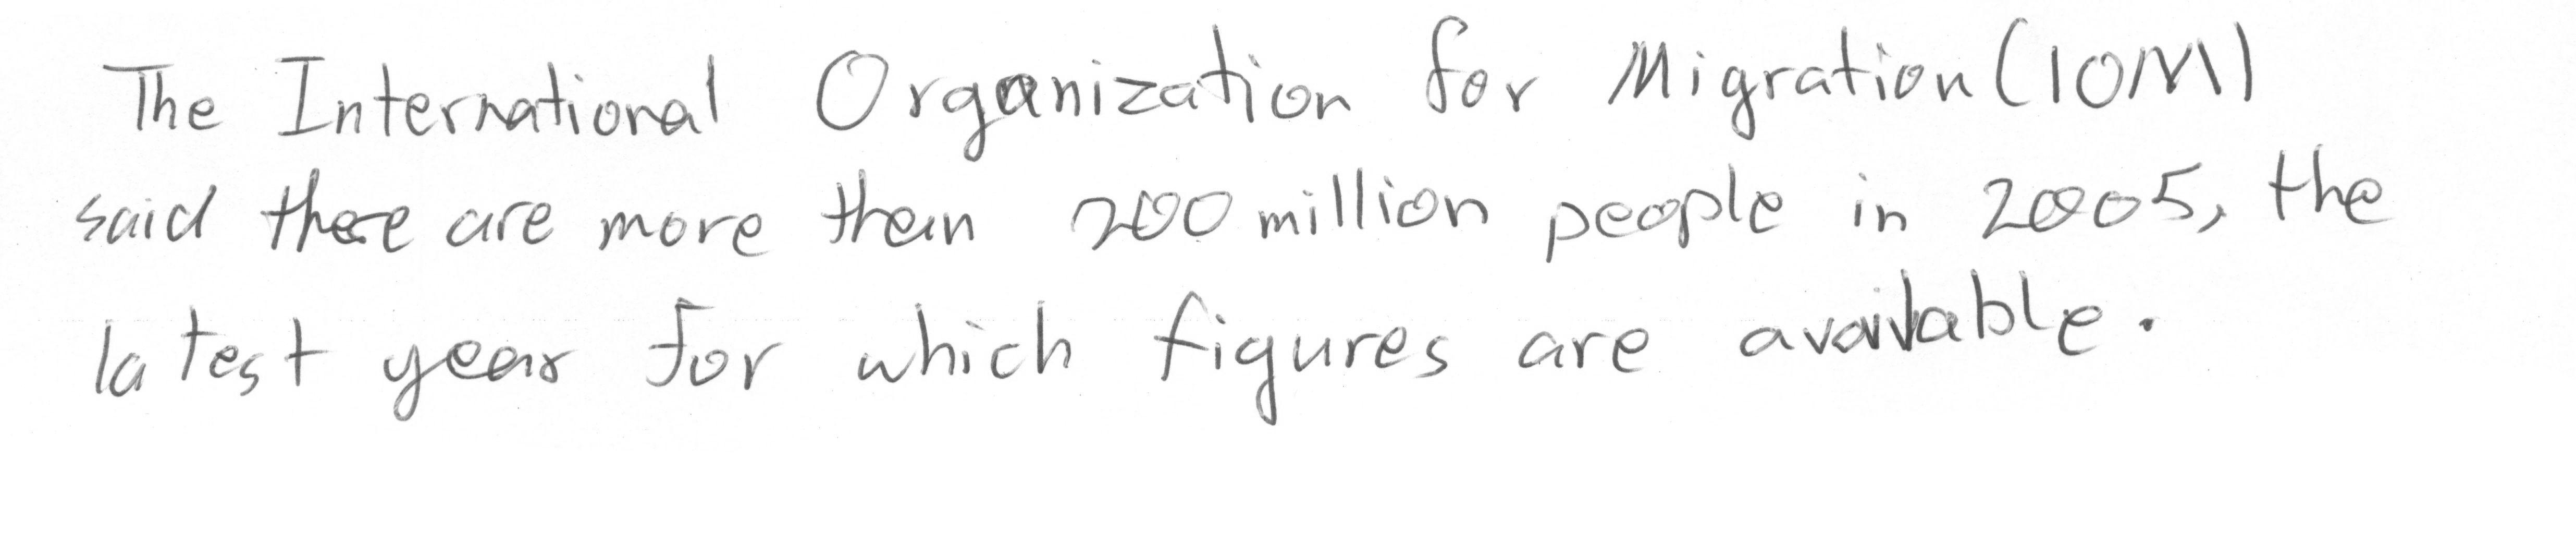 The International Organization for Migration (IOM)
said there are more than 200 million people in 2005, the
latest year for which figures are available.